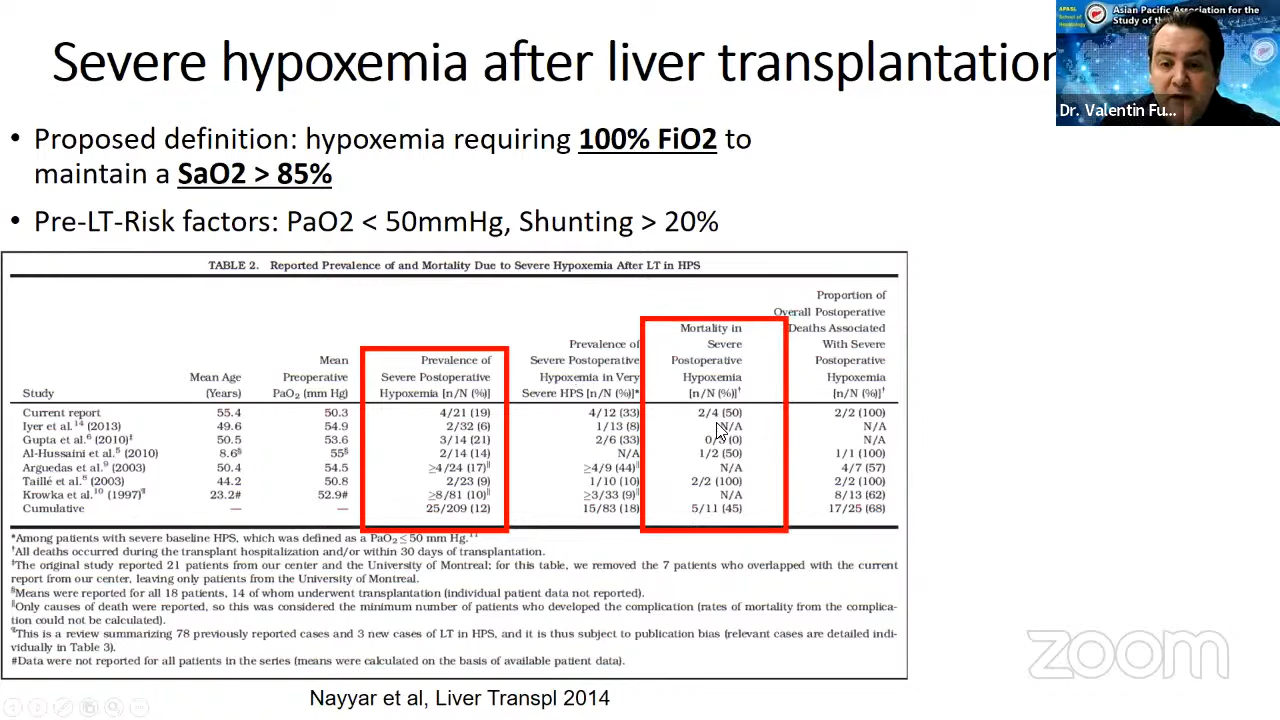 Severe hypoxemia after liver transplantation
Asian Pacific Association for the
Study of the
APASL
School of
Hepatology
Dr. Valentin Fu...
• Proposed definition: hypoxemia requiring 100% FiO2 to
maintain a SaO2 > 85%
• Pre-LT-Risk factors: PaO2 < 50mmHg, Shunting > 20%
TABLE 2. Reported Prevalence of and Mortality Due to Severe Hypoxemia After LT in HPS
Study
Mean Age
(Years)
Mean
Preoperative
PaO2 (mm Hg)
Prevalence of
Severe Postoperative
Hypoxemia [n/N (%)]
Prevalence of
Severe Postoperative
Hypoxemia in Very
Severe HPS [n/N (%)]*
Mortality in
Severe
Postoperative
Hypoxemia
[n/N (%)]†
Proportion of
Overall Postoperative
Deaths Associated
With Severe
Postoperative
Hypoxemia
[n/N (%)]†
Current report 55.4 50.3 4/21 (19) 4/12 (33) 2/4 (50) 2/2 (100)
Iyer et al.14 (2013) 49.6 54.9 2/32 (6) 1/13 (8) N/A N/A
Gupta et al.6 (2010)‡ 50.5 53.6 3/14 (21) 2/6 (33) 0/ (0) N/A
Al-Hussaini et al.5 (2010) 8.6§ 55§ 2/14 (14) N/A 1/2 (50) 1/1 (100)
Arguedas et al.9 (2003) 50.4 54.5 ≥4/24 (17)‖ ≥4/9 (44)‖ N/A 4/7 (57)
Taillé et al.8 (2003) 44.2 50.8 2/23 (9) 1/10 (10) 2/2 (100) 2/2 (100)
Krowka et al.10 (1997)¶ 23.2# 52.9# ≥8/81 (10)‖ ≥3/33 (9)‖ N/A 8/13 (62)
Cumulative — — 25/209 (12) 15/83 (18) 5/11 (45) 17/25 (68)
*Among patients with severe baseline HPS, which was defined as a PaO2 ≤ 50 mm Hg.11
†All deaths occurred during the transplant hospitalization and/or within 30 days of transplantation.
‡The original study reported 21 patients from our center and the University of Montreal; for this table, we removed the 7 patients who overlapped with the current
report from our center, leaving only patients from the University of Montreal.
§Means were reported for all 18 patients, 14 of whom underwent transplantation (individual patient data not reported).
‖Only causes of death were reported, so this was considered the minimum number of patients who developed the complication (rates of mortality from the complica-
tion could not be calculated).
¶This is a review summarizing 78 previously reported cases and 3 new cases of LT in HPS, and it is thus subject to publication bias (relevant cases are detailed indi-
vidually in Table 3).
#Data were not reported for all patients in the series (means were calculated on the basis of available patient data).
Nayyar et al, Liver Transpl 2014
zoom